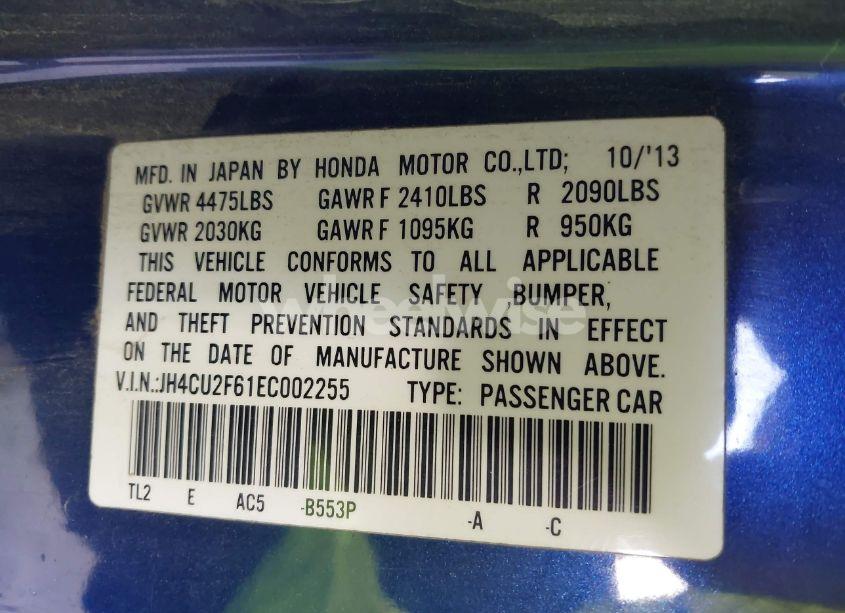 MFD. IN JAPAN BY HONDA MOTOR CO.,LTD; 10/'13
GVWR 4475LBS GAWR F 2410LBS R 2090LBS
GVWR 2030KG GAWR F 1095KG R 950KG
THIS VEHICLE CONFORMS TO ALL APPLICABLE
FEDERAL MOTOR VEHICLE SAFETY ,BUMPER,
AND THEFT PREVENTION STANDARDS IN EFFECT
ON THE DATE OF MANUFACTURE SHOWN ABOVE.
V.I.N.:JH4CU2F61EC002255 TYPE: PASSENGER CAR
TL2 E AC5 -B553P -A -C
wheelwise